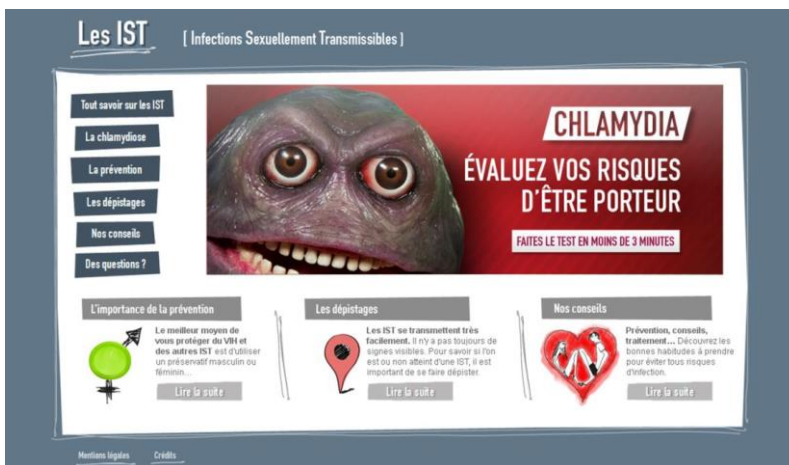 Les IST
[ Infections Sexuellement Transmissibles ]
Tout savoir sur les IST
La chlamydiose
La prévention
Les dépistages
Nos conseils
Des questions ?
CHLAMYDIA
ÉVALUEZ VOS RISQUES
D'ÊTRE PORTEUR
FAITES LE TEST EN MOINS DE 3 MINUTES
L'importance de la prévention
Le meilleur moyen de
vous protéger du VIH et
des autres IST est d'utiliser
un préservatif masculin ou
féminin...
Lire la suite
Les dépistages
Les IST se transmettent très
facilement. Il n'y a pas toujours de
signes visibles. Pour savoir si l'on
est ou non atteint d'une IST, il est
important de se faire dépister.
Lire la suite
Nos conseils
Prévention, conseils,
traitement... Découvrez les
bonnes habitudes à prendre
pour éviter tous risques
d'infection.
Lire la suite
Mentions légales
Crédits